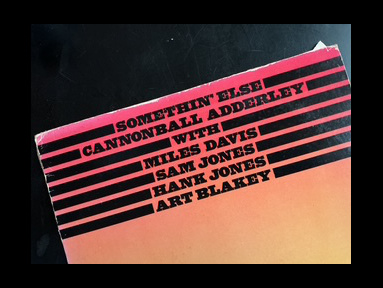 SOMETHIN' ELSE
CANNONBALL ADDERLEY
WITH
MILES DAVIS
SAM JONES
HANK JONES
ART BLAKEY